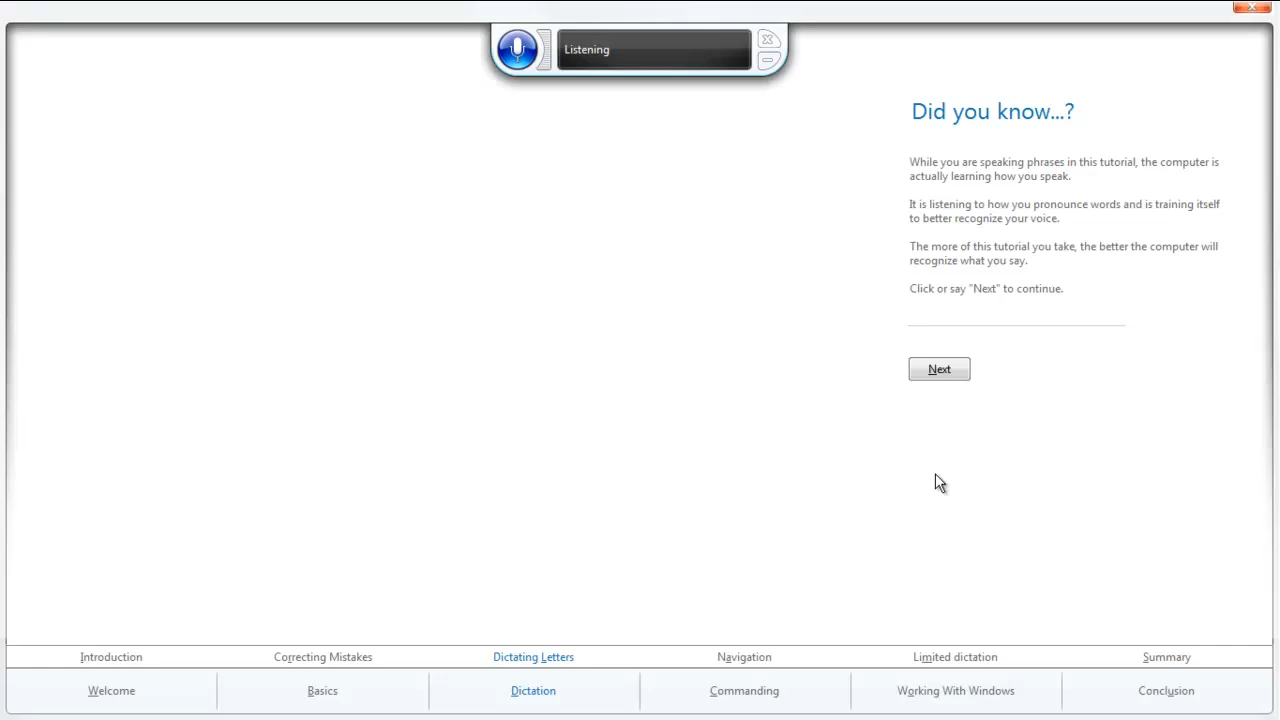 Listening
Did you know...?
While you are speaking phrases in this tutorial, the computer is
actually learning how you speak.
It is listening to how you pronounce words and is training itself
to better recognize your voice.
The more of this tutorial you take, the better the computer will
recognize what you say.
Click or say "Next" to continue.
Next
Introduction Correcting Mistakes Dictating Letters Navigation Limited dictation Summary
Welcome Basics Dictation Commanding Working With Windows Conclusion